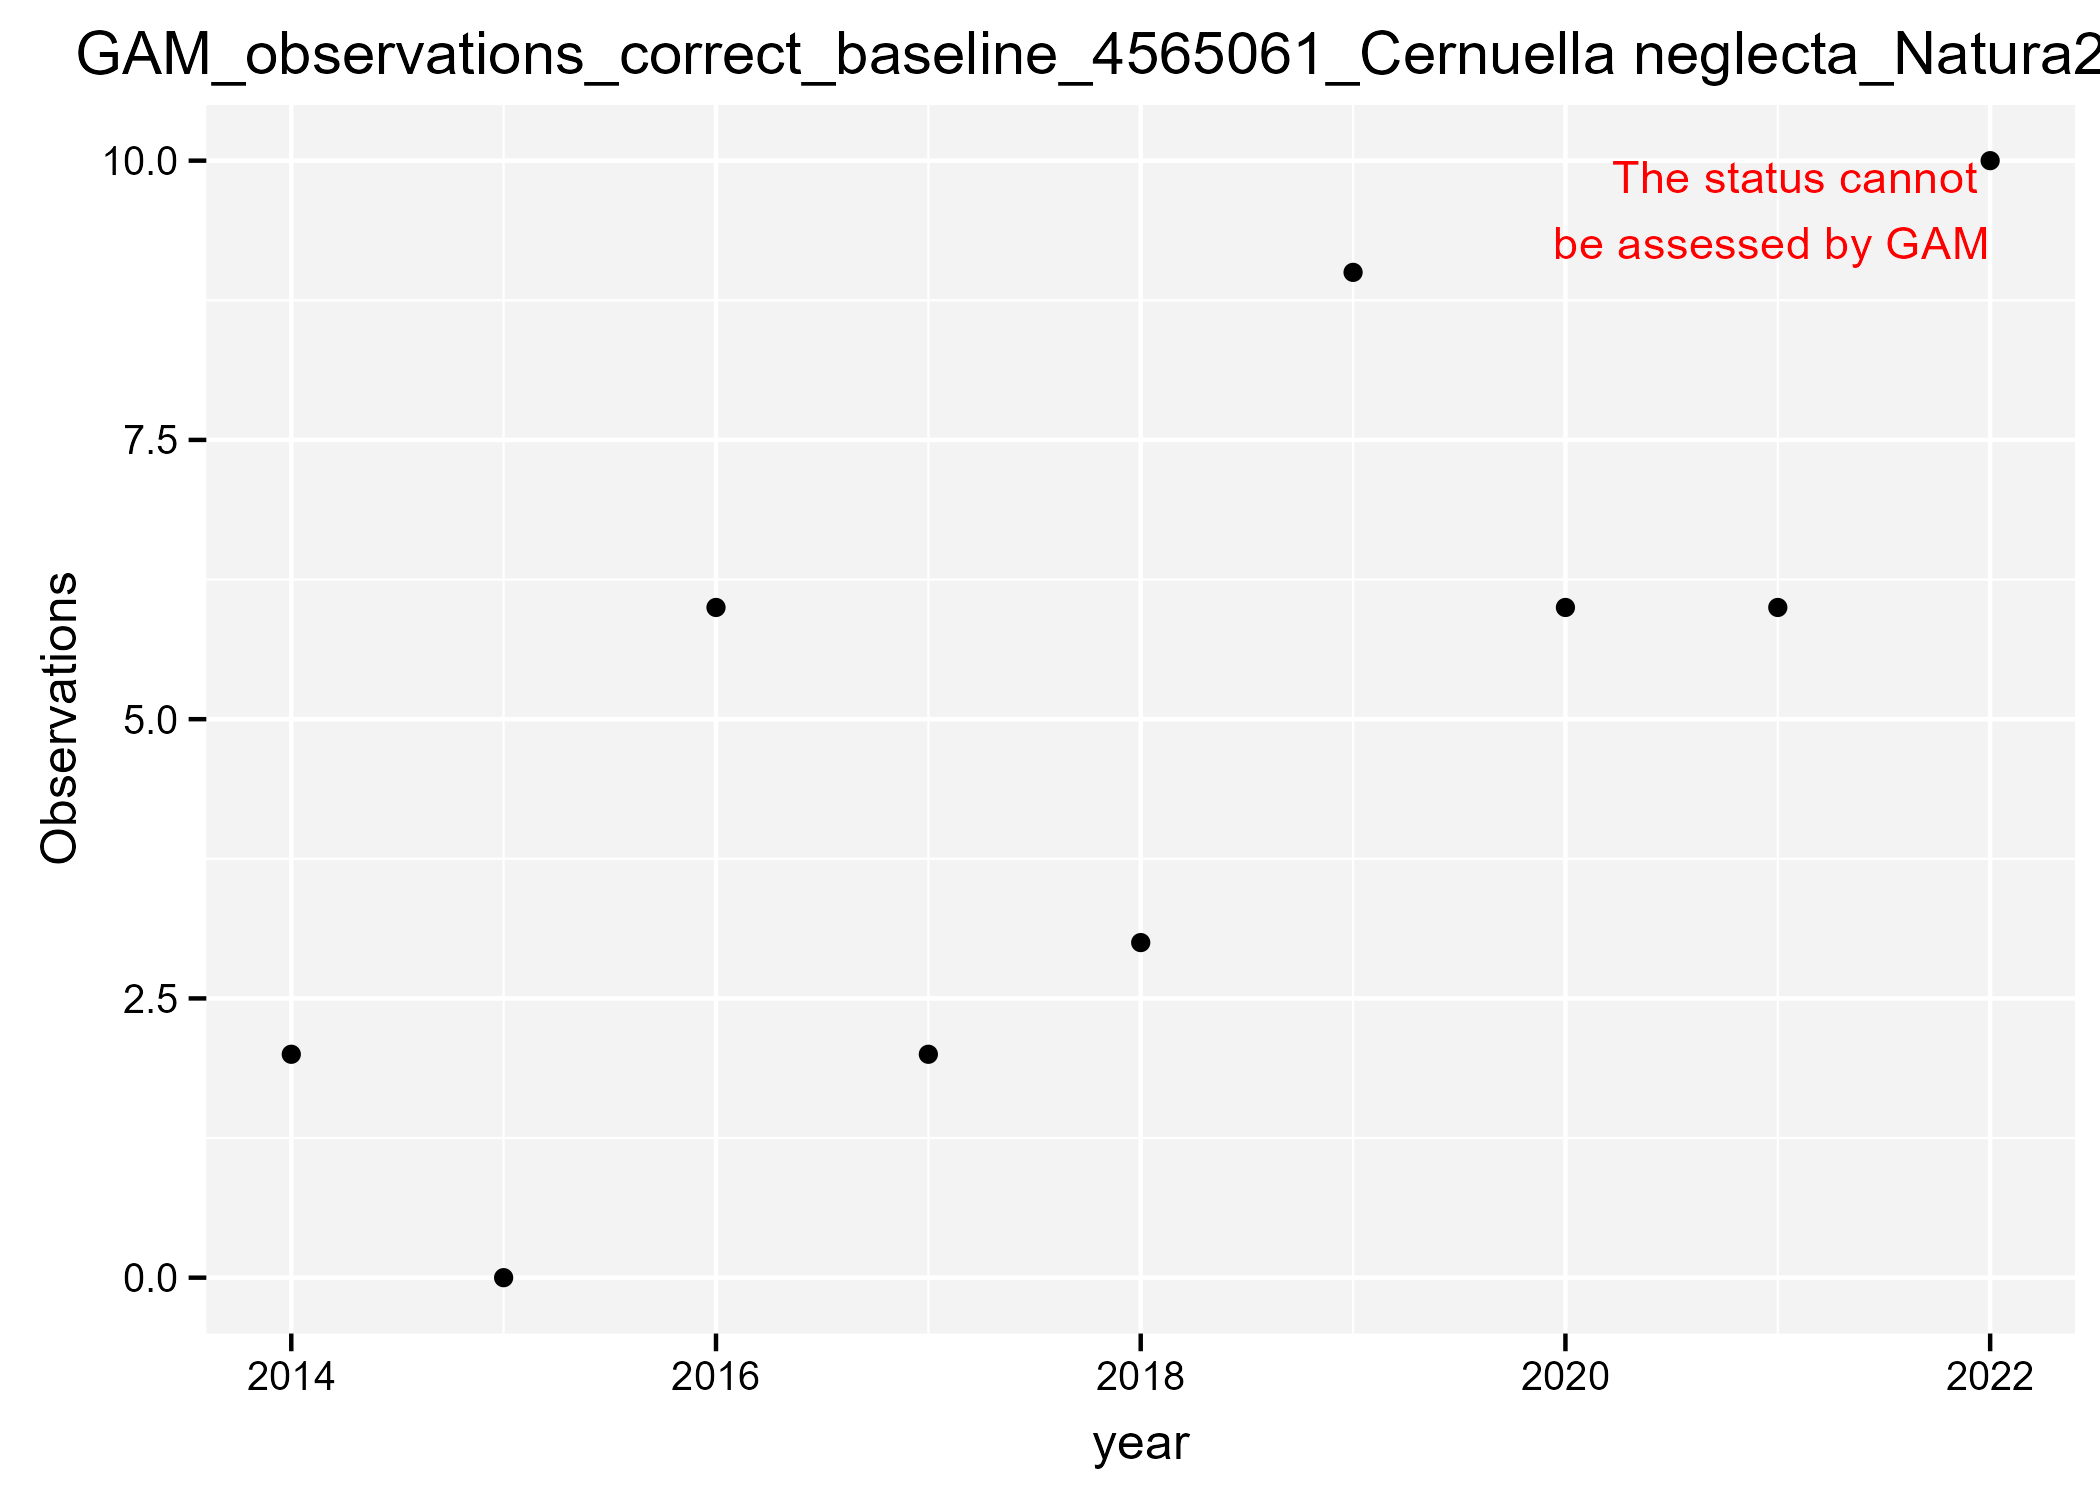 GAM_observations_correct_baseline_4565061_Cernuella neglecta_Natura2
The status cannot
be assessed by GAM
Observations
10.0
7.5
5.0
2.5
0.0
2014 2016 2018 2020 2022
year